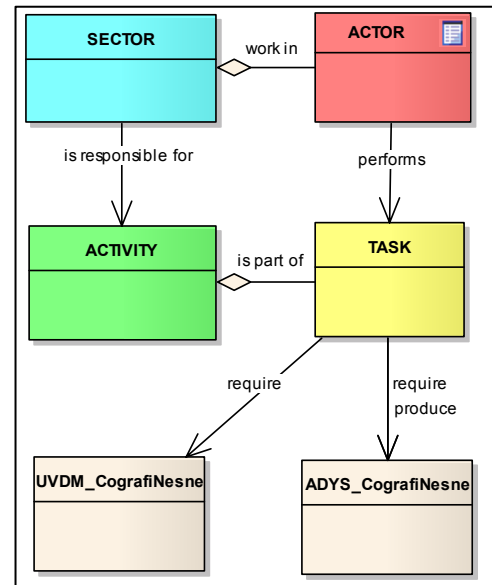 SECTOR
work in
ACTOR
is responsible for
performs
ACTIVITY
is part of
TASK
require
require
produce
UVDM_CografiNesne
ADYS_CografiNesne